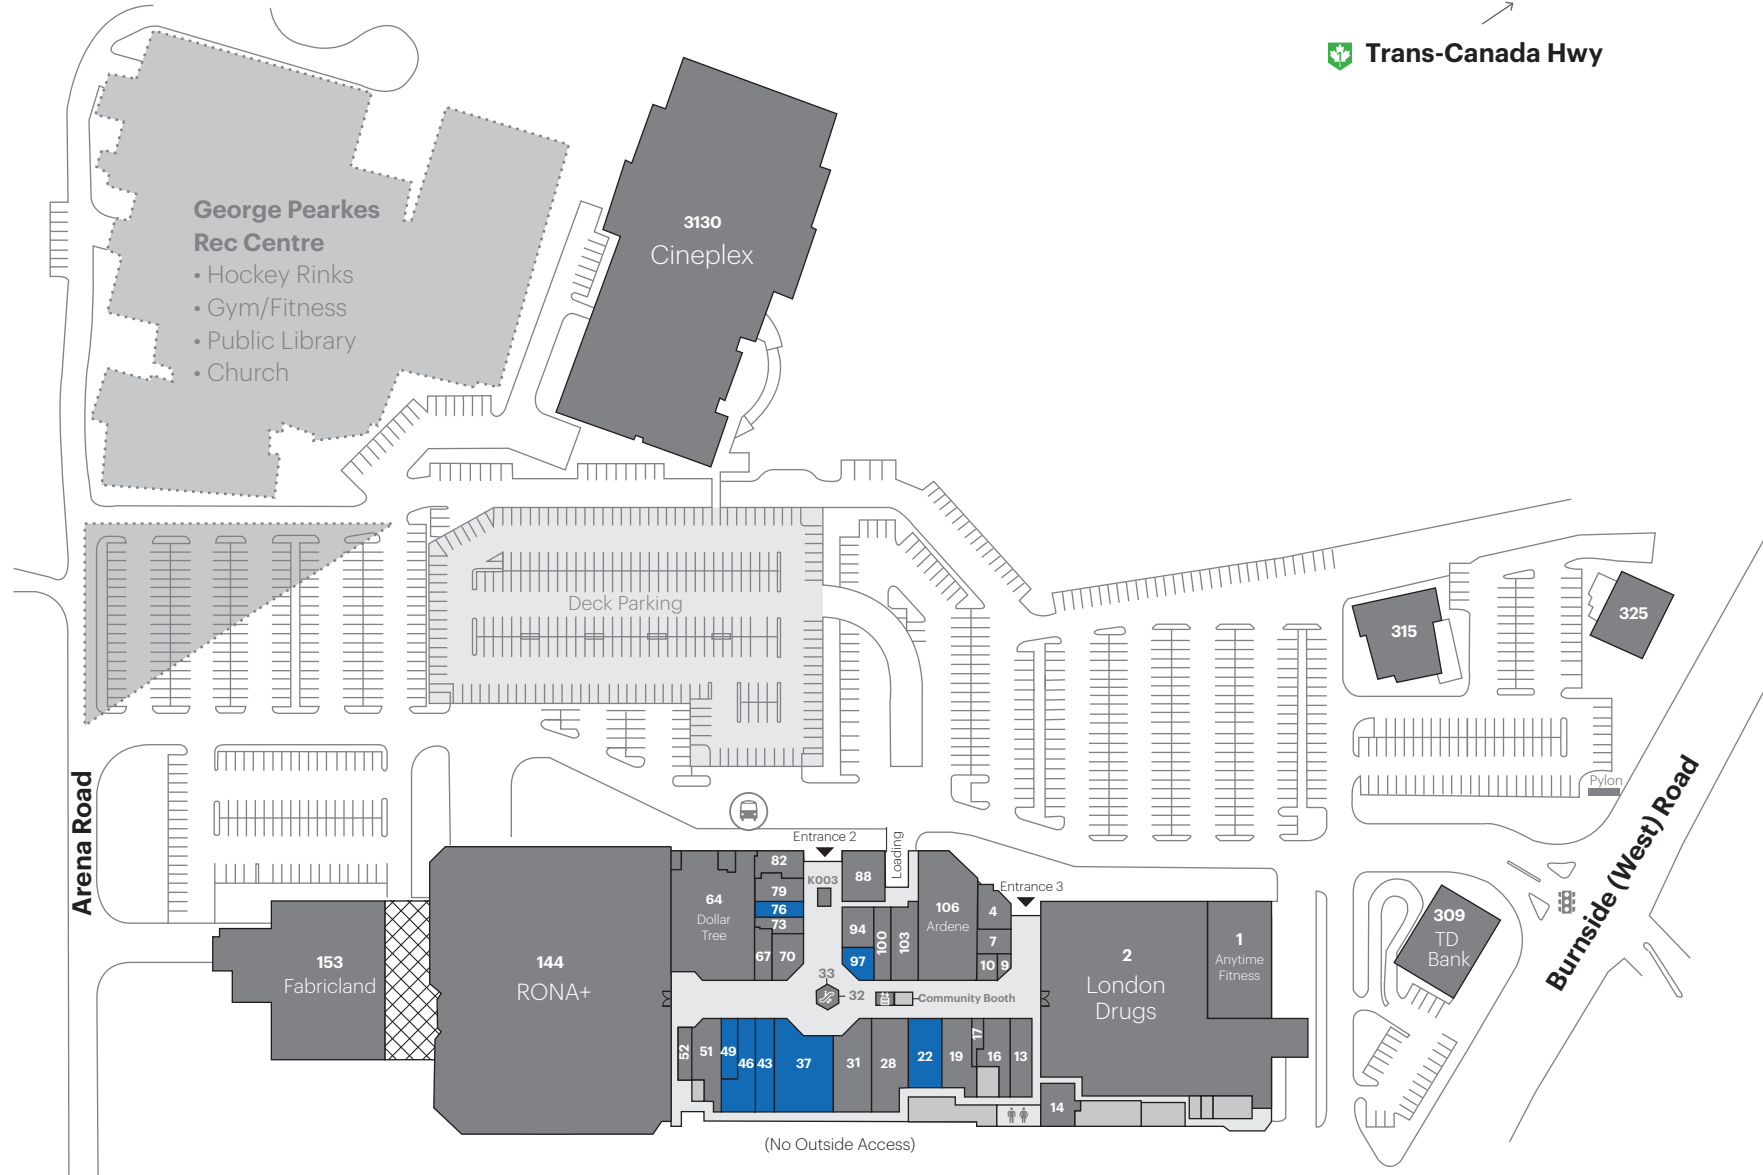 1
Trans-Canada Hwy
George Pearkes
Rec Centre
• Hockey Rinks
• Gym/Fitness
• Public Library
• Church
3130
Cineplex
Deck Parking
315
325
Pylon
Arena Road
Burnside (West) Road
Entrance 2
Loading
Entrance 3
K003
82
79
76
73
67
70
64
Dollar
Tree
88
94
97
100
103
106
Ardene
4
7
10
9
153
Fabricland
144
RONA+
2
London
Drugs
1
Anytime
Fitness
309
TD
Bank
33
32
Community Booth
52
51
49
46
43
37
31
28
22
19
17
16
13
14
(No Outside Access)